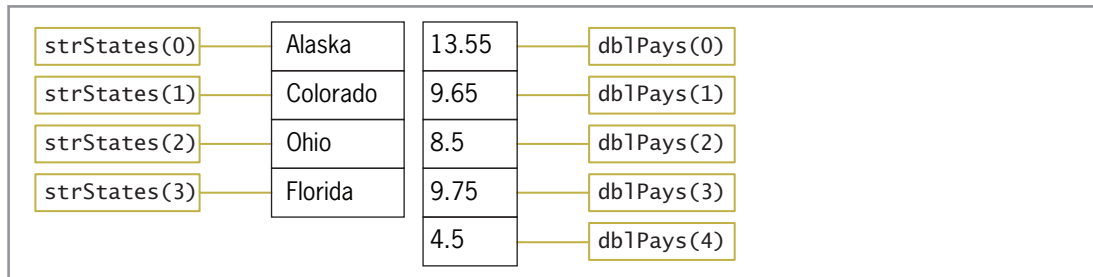 strStates(0) Alaska 13.55 dblPays(0)
strStates(1) Colorado 9.65 dblPays(1)
strStates(2) Ohio 8.5 dblPays(2)
strStates(3) Florida 9.75 dblPays(3)
4.5 dblPays(4)